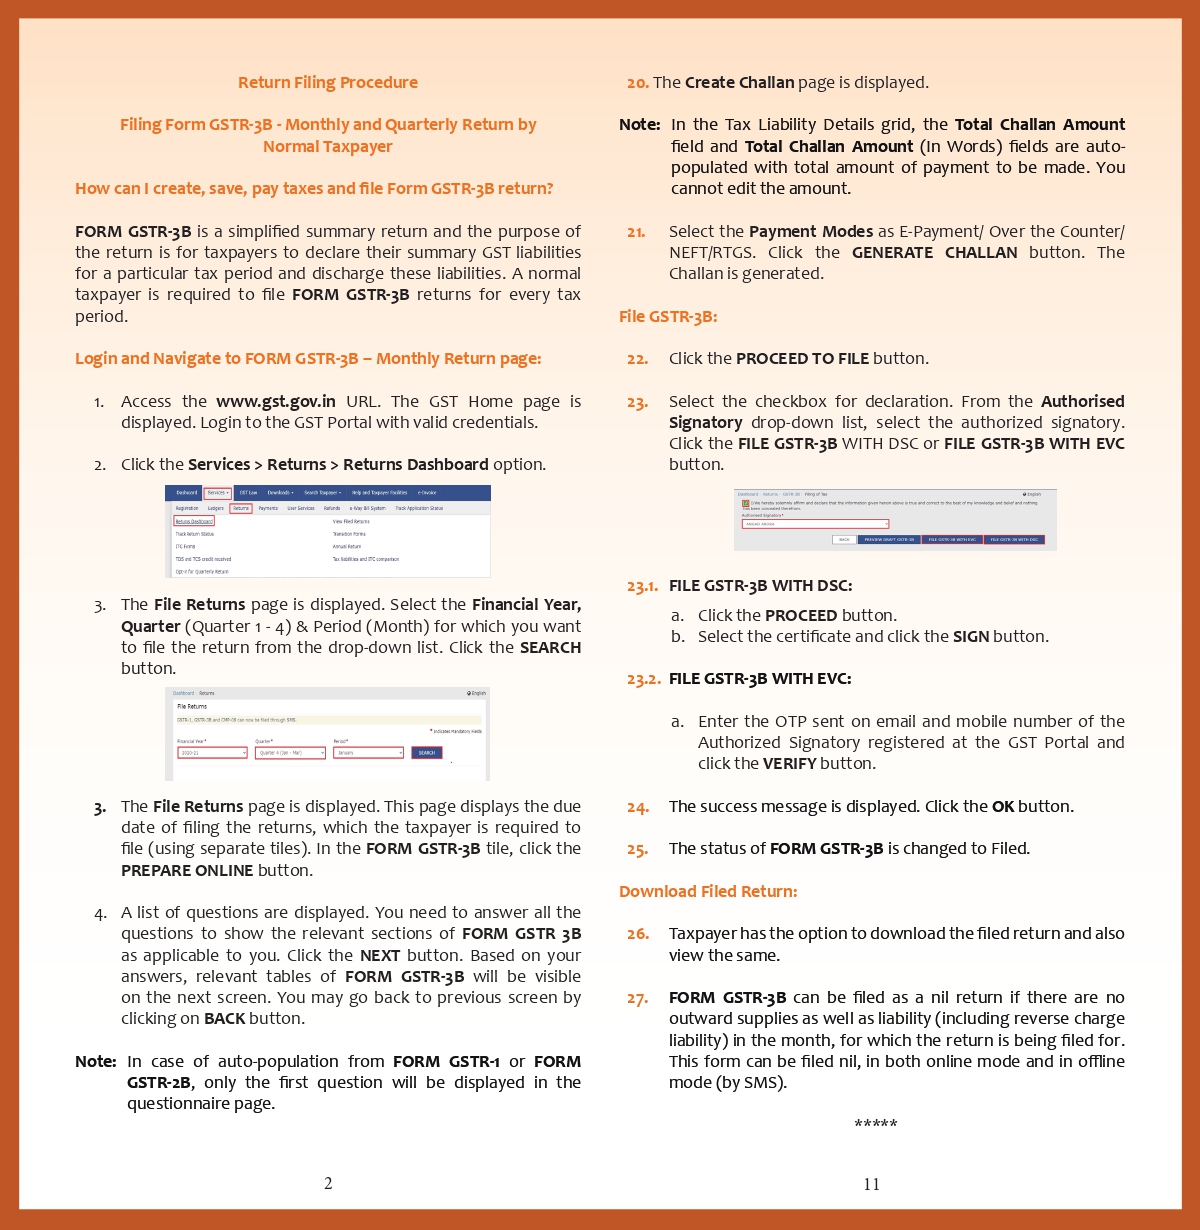 Return Filing Procedure
Filing Form GSTR-3B - Monthly and Quarterly Return by
Normal Taxpayer
How can I create, save, pay taxes and file Form GSTR-3B return?
FORM GSTR-3B is a simplified summary return and the purpose of
the return is for taxpayers to declare their summary GST liabilities
for a particular tax period and discharge these liabilities. A normal
taxpayer is required to file FORM GSTR-3B returns for every tax
period.
Login and Navigate to FORM GSTR-3B – Monthly Return page:
1. Access the www.gst.gov.in URL. The GST Home page is
displayed. Login to the GST Portal with valid credentials.
2. Click the Services > Returns > Returns Dashboard option.
Dashboard Services GST Law Downloads Search Taxpayer Help and Taxpayer Facilities e-Invoice
Registration Ledgers Returns Payments User Services Refunds e-Way Bill System Track Application Status
Returns Dashboard View Filed Returns
Track Return Status Transition Forms
ITC Forms Annual Return
TDS and TCS credit received Tax liabilities and ITC comparison
Opt-in for Quarterly Return
3. The File Returns page is displayed. Select the Financial Year,
Quarter (Quarter 1 - 4) & Period (Month) for which you want
to file the return from the drop-down list. Click the SEARCH
button.
Dashboard Returns English
File Returns
GSTR-1, GSTR-3B and CMP-08 can now be filed through SMS.
* Indicates Mandatory Fields
Financial Year* Quarter* Period*
2020-21 Quarter 4 (Jan - Mar) January SEARCH
3. The File Returns page is displayed. This page displays the due
date of filing the returns, which the taxpayer is required to
file (using separate tiles). In the FORM GSTR-3B tile, click the
PREPARE ONLINE button.
4. A list of questions are displayed. You need to answer all the
questions to show the relevant sections of FORM GSTR 3B
as applicable to you. Click the NEXT button. Based on your
answers, relevant tables of FORM GSTR-3B will be visible
on the next screen. You may go back to previous screen by
clicking on BACK button.
Note: In case of auto-population from FORM GSTR-1 or FORM
GSTR-2B, only the first question will be displayed in the
questionnaire page.
2
20. The Create Challan page is displayed.
Note: In the Tax Liability Details grid, the Total Challan Amount
field and Total Challan Amount (In Words) fields are auto-
populated with total amount of payment to be made. You
cannot edit the amount.
21. Select the Payment Modes as E-Payment/ Over the Counter/
NEFT/RTGS. Click the GENERATE CHALLAN button. The
Challan is generated.
File GSTR-3B:
22. Click the PROCEED TO FILE button.
23. Select the checkbox for declaration. From the Authorised
Signatory drop-down list, select the authorized signatory.
Click the FILE GSTR-3B WITH DSC or FILE GSTR-3B WITH EVC
button.
Dashboard Returns GSTR-3B Filing of Tax English
I/We hereby solemnly affirm and declare that the information given herein above is true and correct to the best of my knowledge and belief and nothing
has been concealed therefrom.
Authorised Signatory*
BACK PREVIEW DRAFT GSTR-3B FILE GSTR-3B WITH EVC FILE GSTR-3B WITH DSC
23.1. FILE GSTR-3B WITH DSC:
a. Click the PROCEED button.
b. Select the certificate and click the SIGN button.
23.2. FILE GSTR-3B WITH EVC:
a. Enter the OTP sent on email and mobile number of the
Authorized Signatory registered at the GST Portal and
click the VERIFY button.
24. The success message is displayed. Click the OK button.
25. The status of FORM GSTR-3B is changed to Filed.
Download Filed Return:
26. Taxpayer has the option to download the filed return and also
view the same.
27. FORM GSTR-3B can be filed as a nil return if there are no
outward supplies as well as liability (including reverse charge
liability) in the month, for which the return is being filed for.
This form can be filed nil, in both online mode and in offline
mode (by SMS).
*****
11